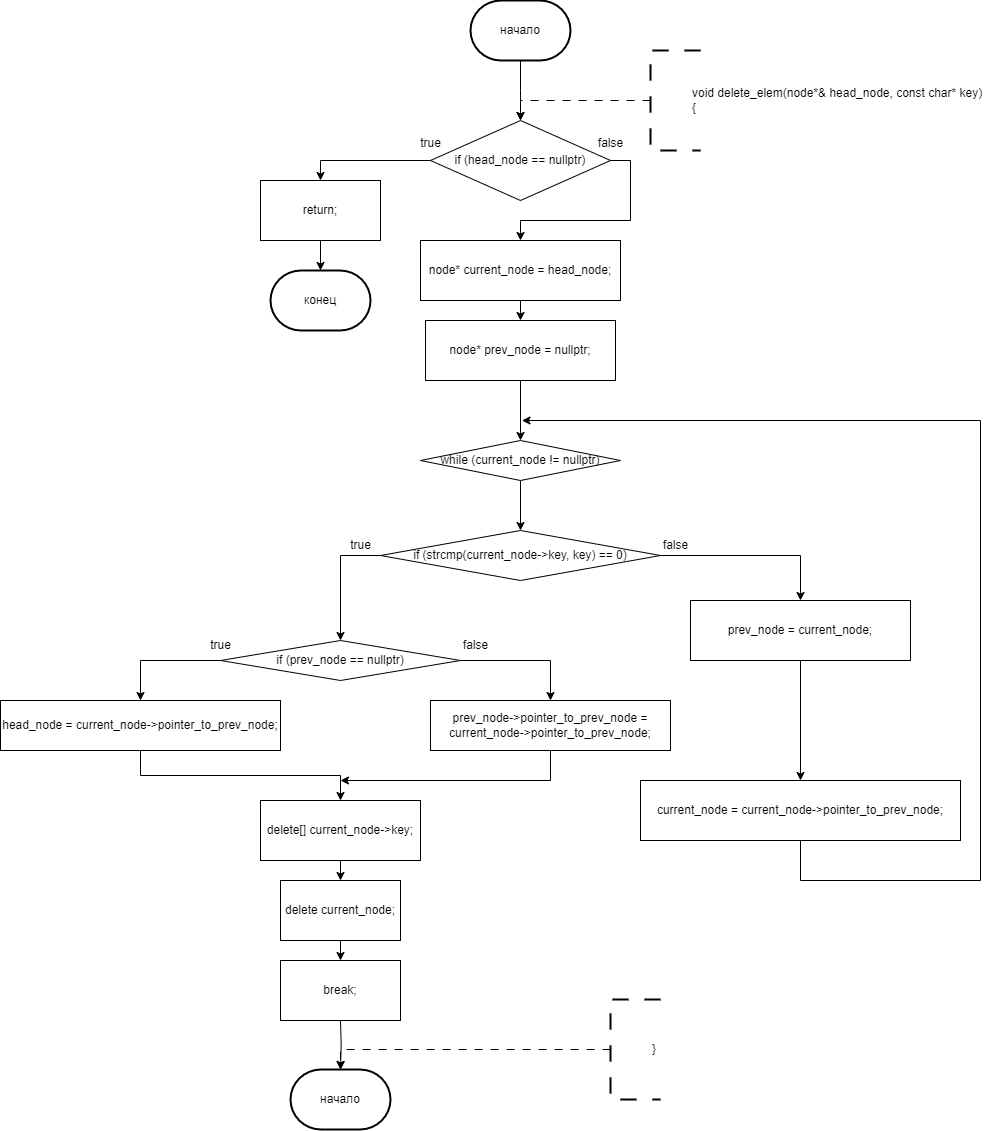 начало
void delete_elem(node*& head_node, const char* key)
{
true
false
if (head_node == nullptr)
return;
node* current_node = head_node;
конец
node* prev_node = nullptr;
while (current_node != nullptr)
true
false
if (strcmp(current_node->key, key) == 0)
prev_node = current_node;
true
false
if (prev_node == nullptr)
head_node = current_node->pointer_to_prev_node;
prev_node->pointer_to_prev_node =
current_node->pointer_to_prev_node;
current_node = current_node->pointer_to_prev_node;
delete[] current_node->key;
delete current_node;
break;
}
начало